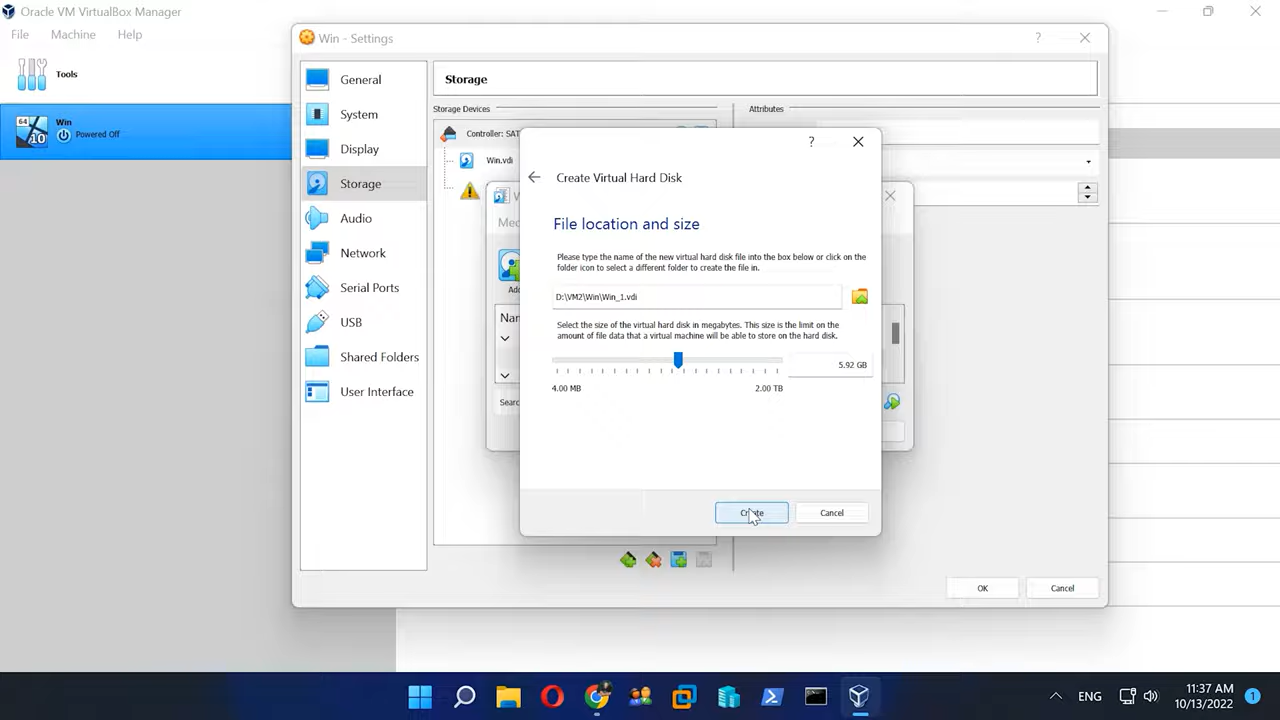 Oracle VM VirtualBox Manager
File Machine Help
Tools
64
10
Win
Powered Off
Win - Settings
?
General
System
Display
Storage
Audio
Network
Serial Ports
USB
Shared Folders
User Interface
Storage
Storage Devices
Attributes
Controller: SAT
Win.vdi
?
Create Virtual Hard Disk
File location and size
Please type the name of the new virtual hard disk file into the box below or click on the
folder icon to select a different folder to create the file in.
D:\VM2\Win\Win_1.vdi
Select the size of the virtual hard disk in megabytes. This size is the limit on the
amount of file data that a virtual machine will be able to store on the hard disk.
5.92 GB
4.00 MB 2.00 TB
Create Cancel
OK Cancel
ENG
11:37 AM
10/13/2022
1